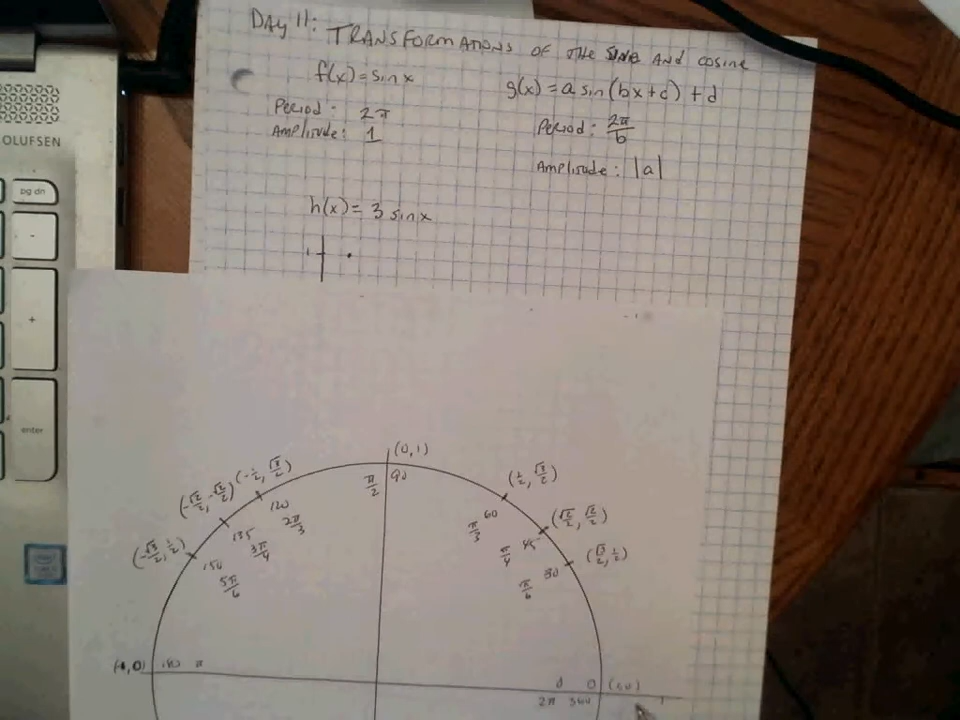 DAY 11: TRANSFORMATIONS OF THE SINE AND COSINE
f(x) = sin x
g(x) = a sin(bx+c) + d
PERIOD: 2π
AMPLITUDE: 1
PERIOD: 2π/b
AMPLITUDE: |a|
h(x) = 3 sin x
1
OLUFSEN
pg dn
-
+
enter
intel
(0,1)
π/2 90
(-1/2, √3/2)
120
2π/3
(-√2/2, -√2/2)
135
3π/4
(-√3/2, 1/2)
150
5π/6
(1/2, √3/2)
60
π/3
(√2/2, √2/2)
45
π/4
(√3/2, 1/2)
30
π/6
(-1,0) 180 π
0 0
2π 360